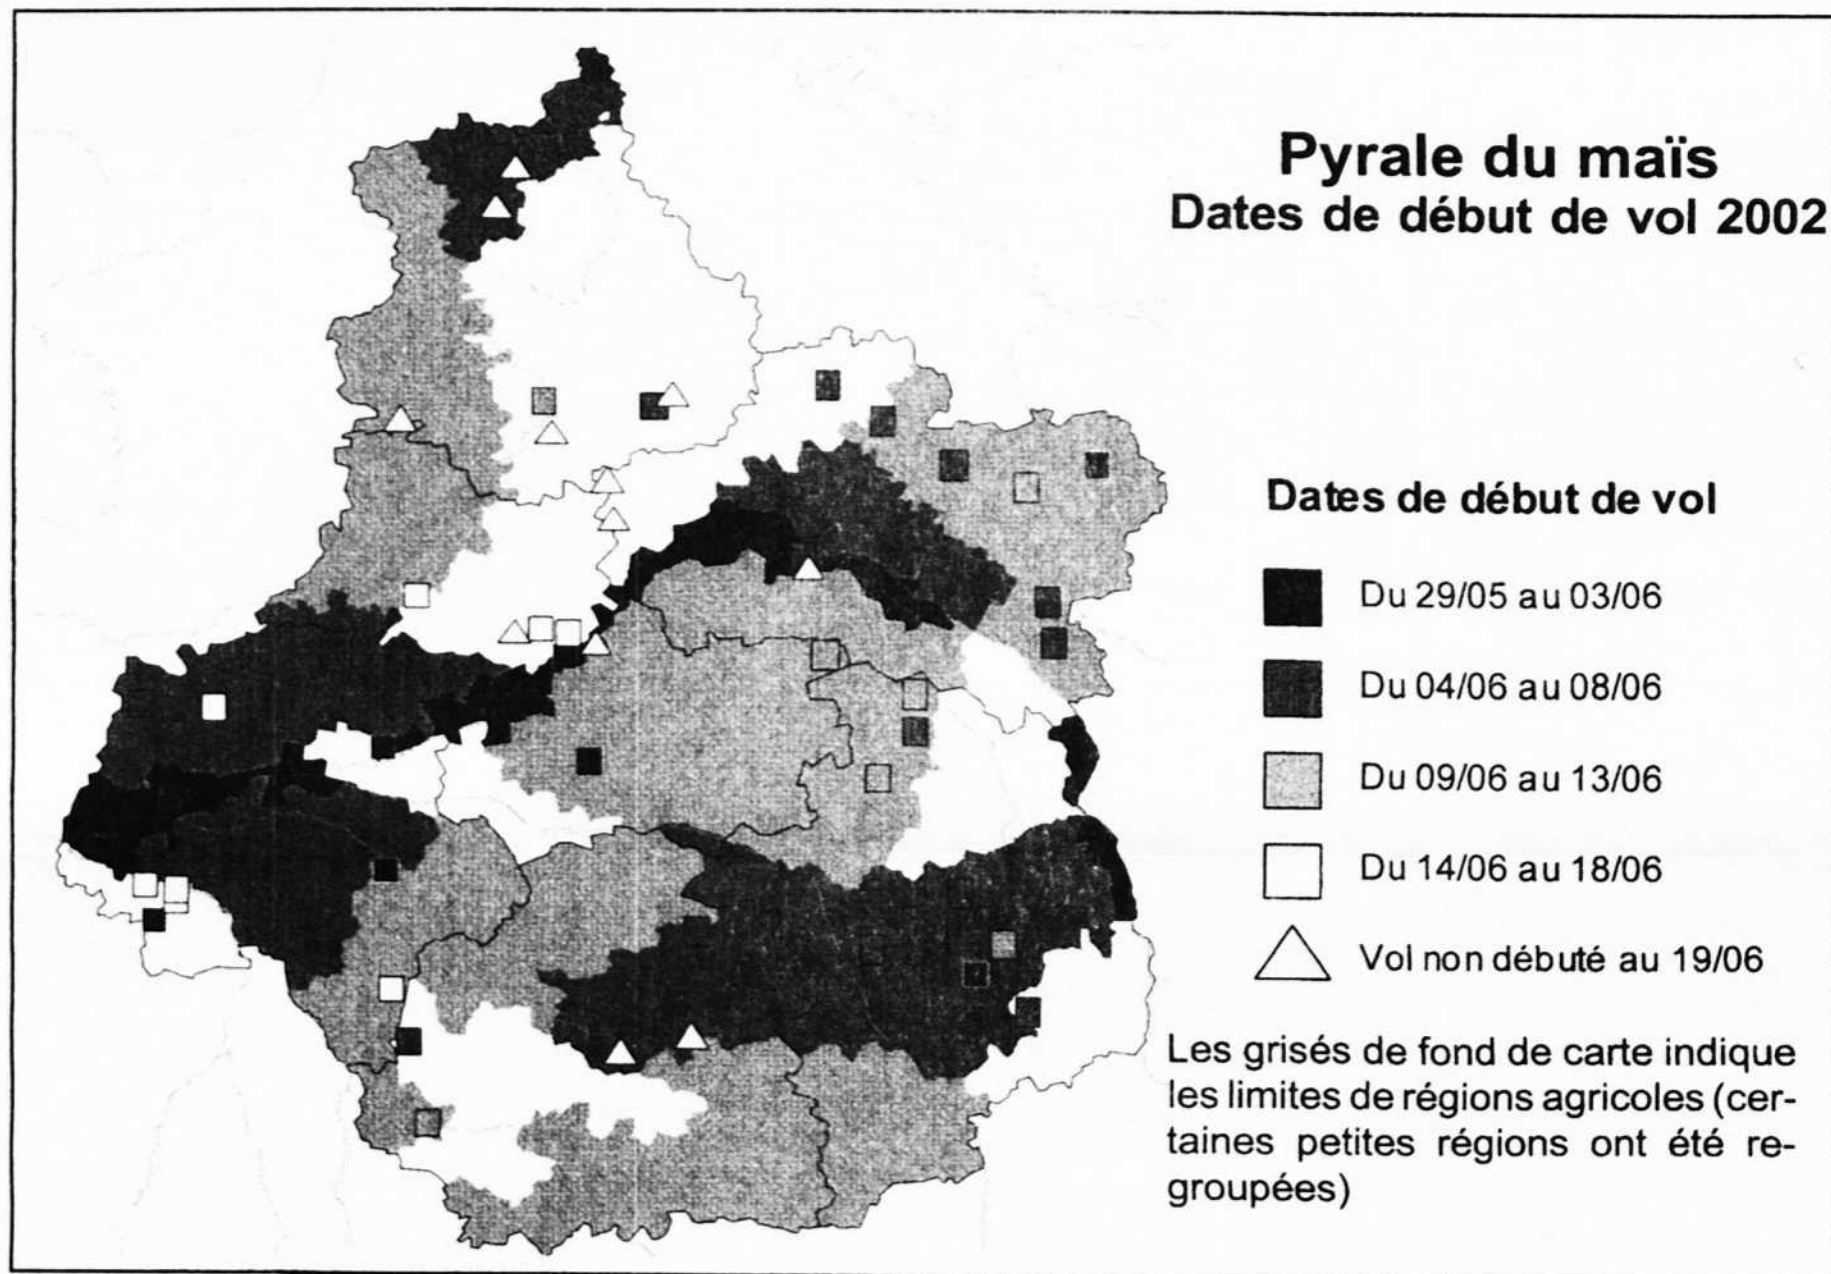 Pyrale du maïs
Dates de début de vol 2002
Dates de début de vol
Du 29/05 au 03/06
Du 04/06 au 08/06
Du 09/06 au 13/06
Du 14/06 au 18/06
Vol non débuté au 19/06
Les grisés de fond de carte indique
les limites de régions agricoles (cer-
taines petites régions ont été re-
groupées)